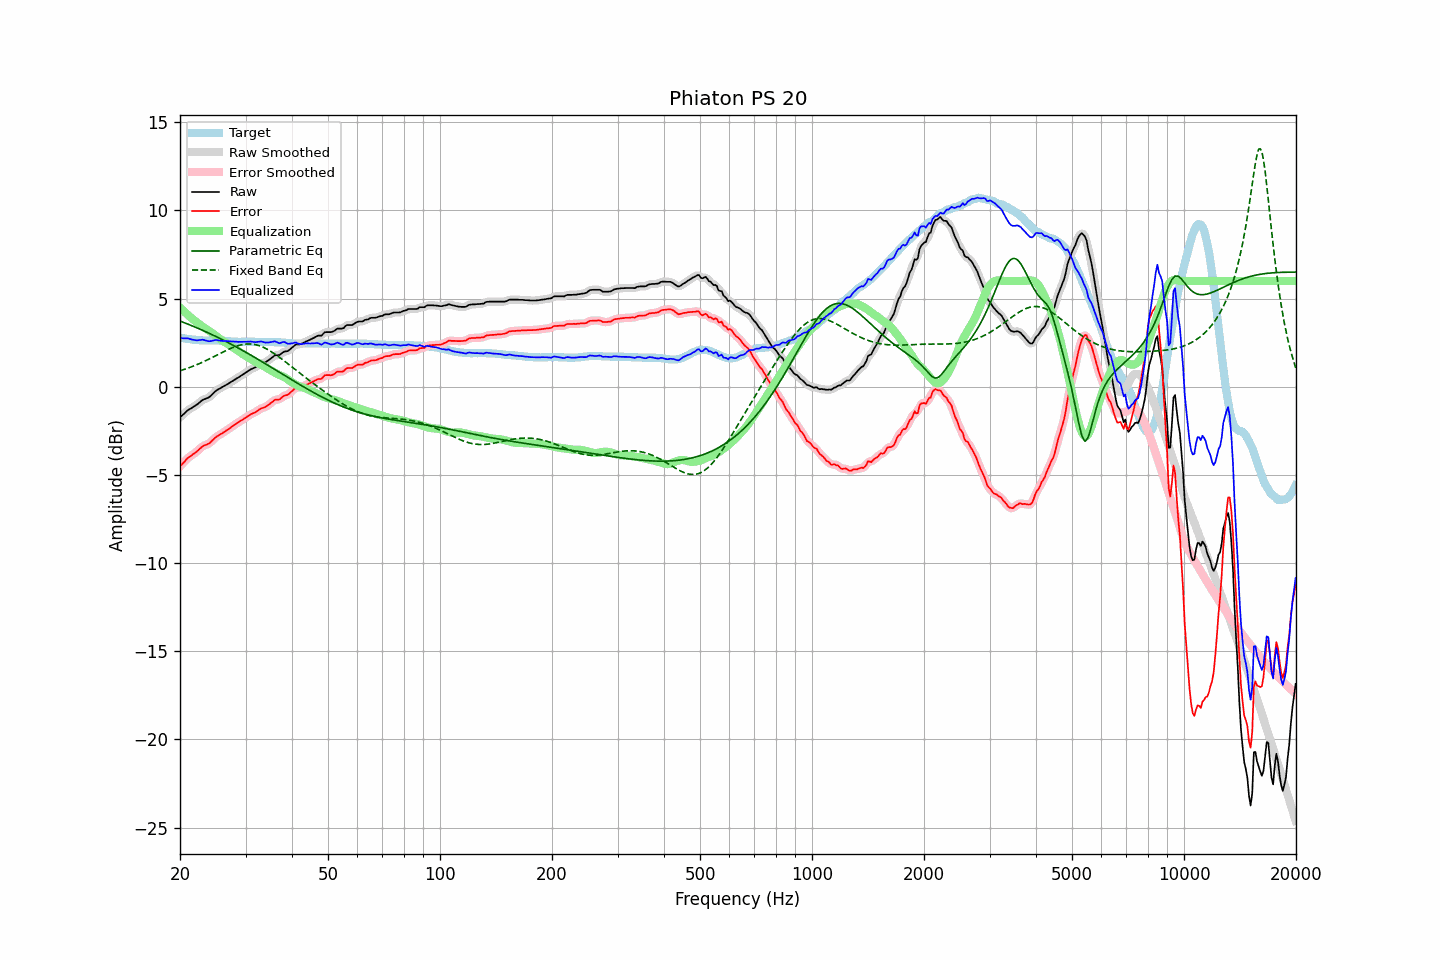 Phiaton PS 20
Target
Raw Smoothed
Error Smoothed
Raw
Error
Equalization
Parametric Eq
Fixed Band Eq
Equalized
Amplitude (dBr)
15
10
5
0
−5
−10
−15
−20
−25
20 50 100 200 500 1000 2000 5000 10000 20000
Frequency (Hz)